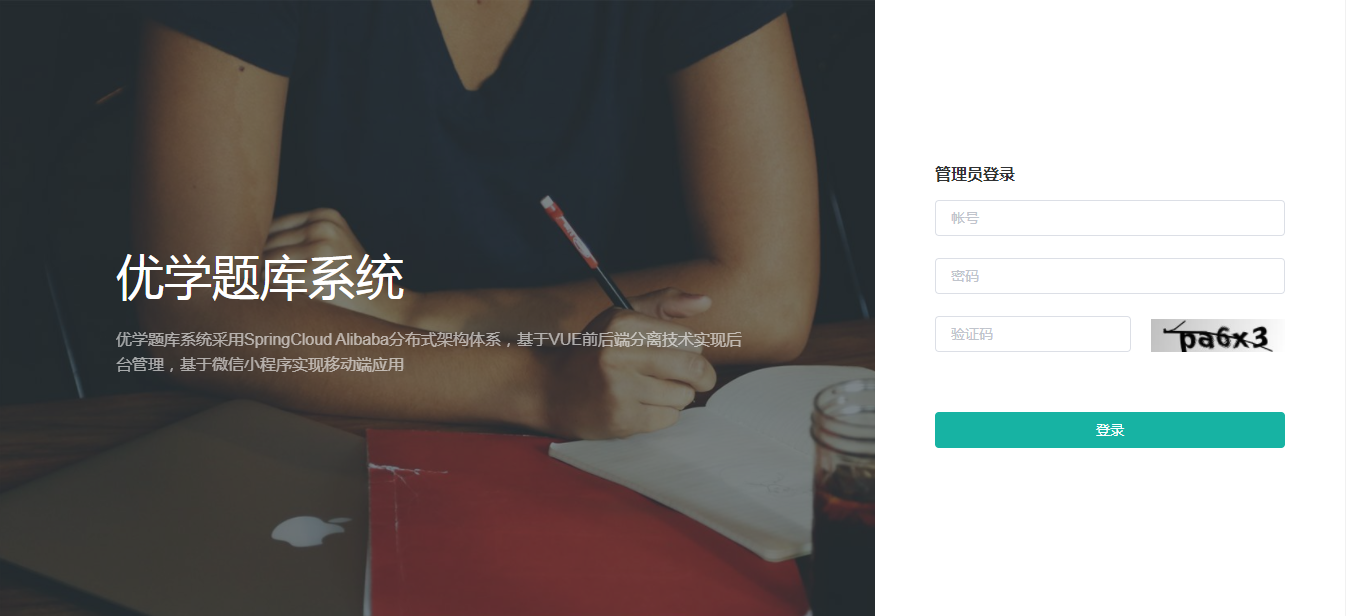 优学题库系统
优学题库系统采用SpringCloud Alibaba分布式架构体系，基于VUE前后端分离技术实现后
台管理，基于微信小程序实现移动端应用
管理员登录
帐号
密码
验证码
pa6x3
登录